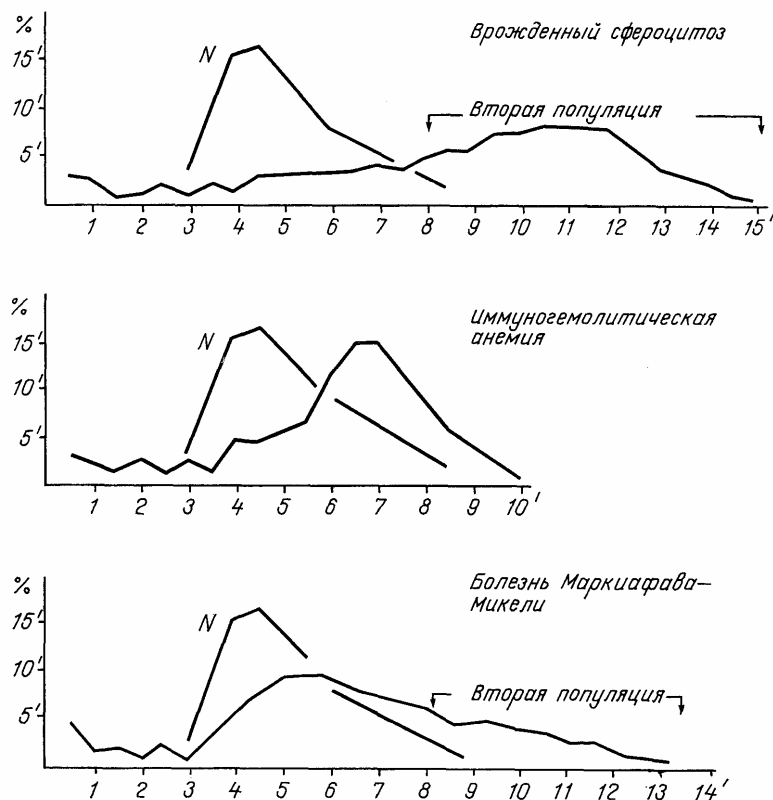 %
Врожденный сфероцитоз
15'
N
10'
Вторая популяция
5'
1 2 3 4 5 6 7 8 9 10 11 12 13 14 15'
%
Иммуногемолитическая
анемия
15'
N
10'
5'
1 2 3 4 5 6 7 8 9 10'
%
Болезнь Маркиафава—
Микели
15'
N
10'
Вторая популяция
5'
1 2 3 4 5 6 7 8 9 10 11 12 13 14'